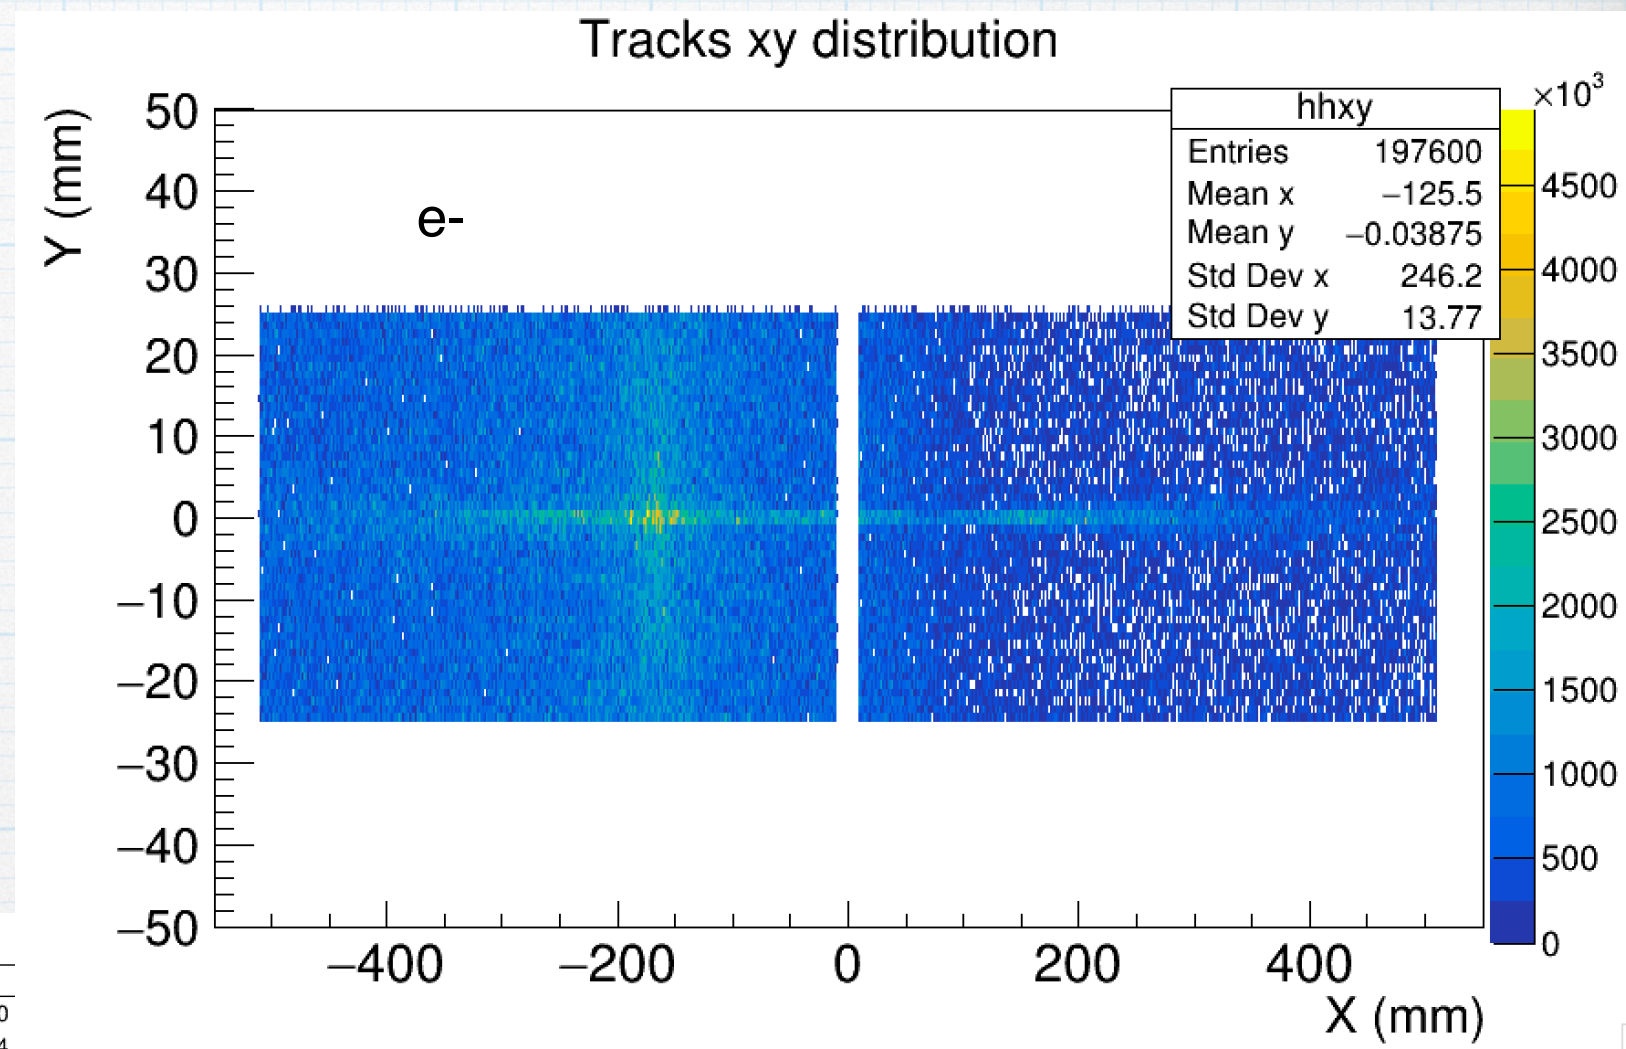 Tracks xy distribution
Y (mm)
50
40
30
20
10
0
−10
−20
−30
−40
−50
e-
hhxy
Entries 197600
Mean x −125.5
Mean y −0.03875
Std Dev x 246.2
Std Dev y 13.77
×10³
4500
4000
3500
3000
2500
2000
1500
1000
500
0
−400 −200 0 200 400
X (mm)
0
4